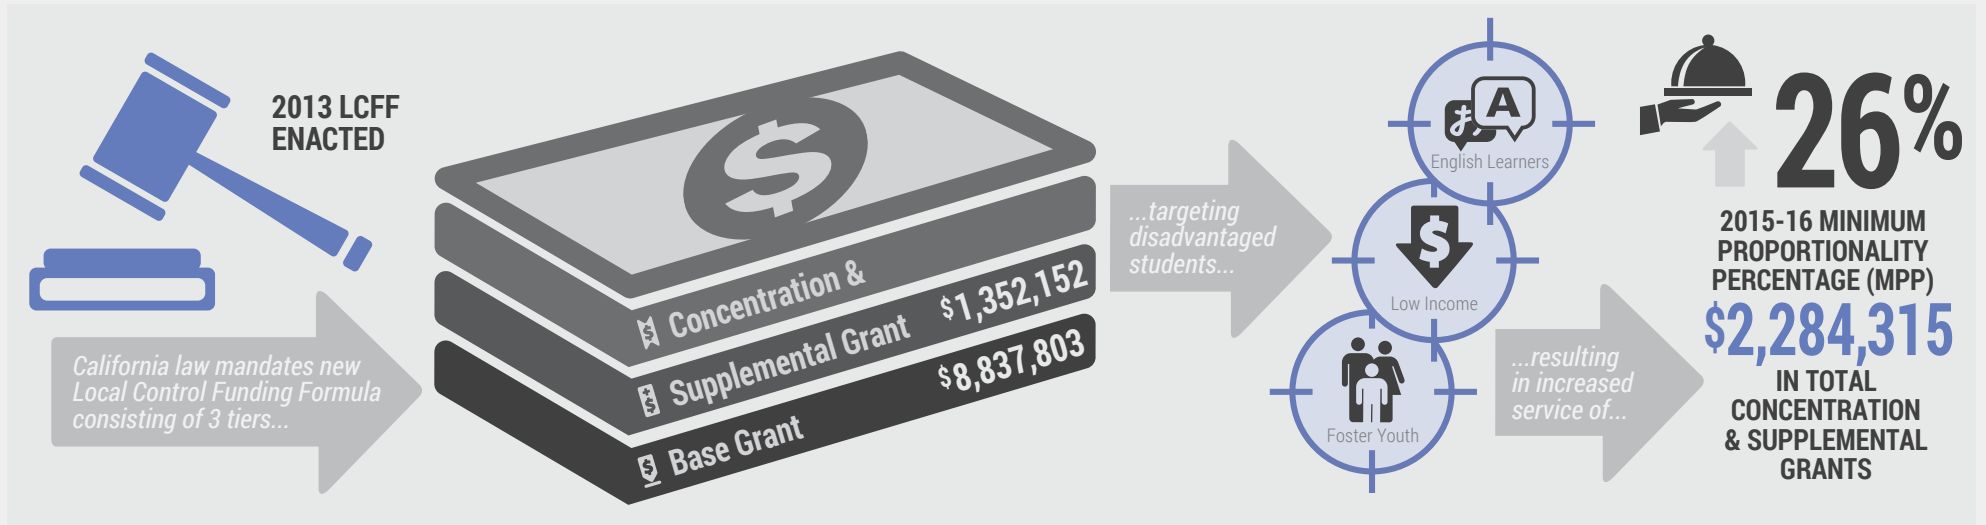 2013 LCFF
ENACTED
California law mandates new
Local Control Funding Formula
consisting of 3 tiers...
$
Concentration &
Supplemental Grant $1,352,152
Base Grant $8,837,803
...targeting
disadvantaged
students...
あ A
English Learners
$
Low Income
Foster Youth
...resulting
in increased
service of...
26%
2015-16 MINIMUM
PROPORTIONALITY
PERCENTAGE (MPP)
$2,284,315
IN TOTAL
CONCENTRATION
& SUPPLEMENTAL
GRANTS